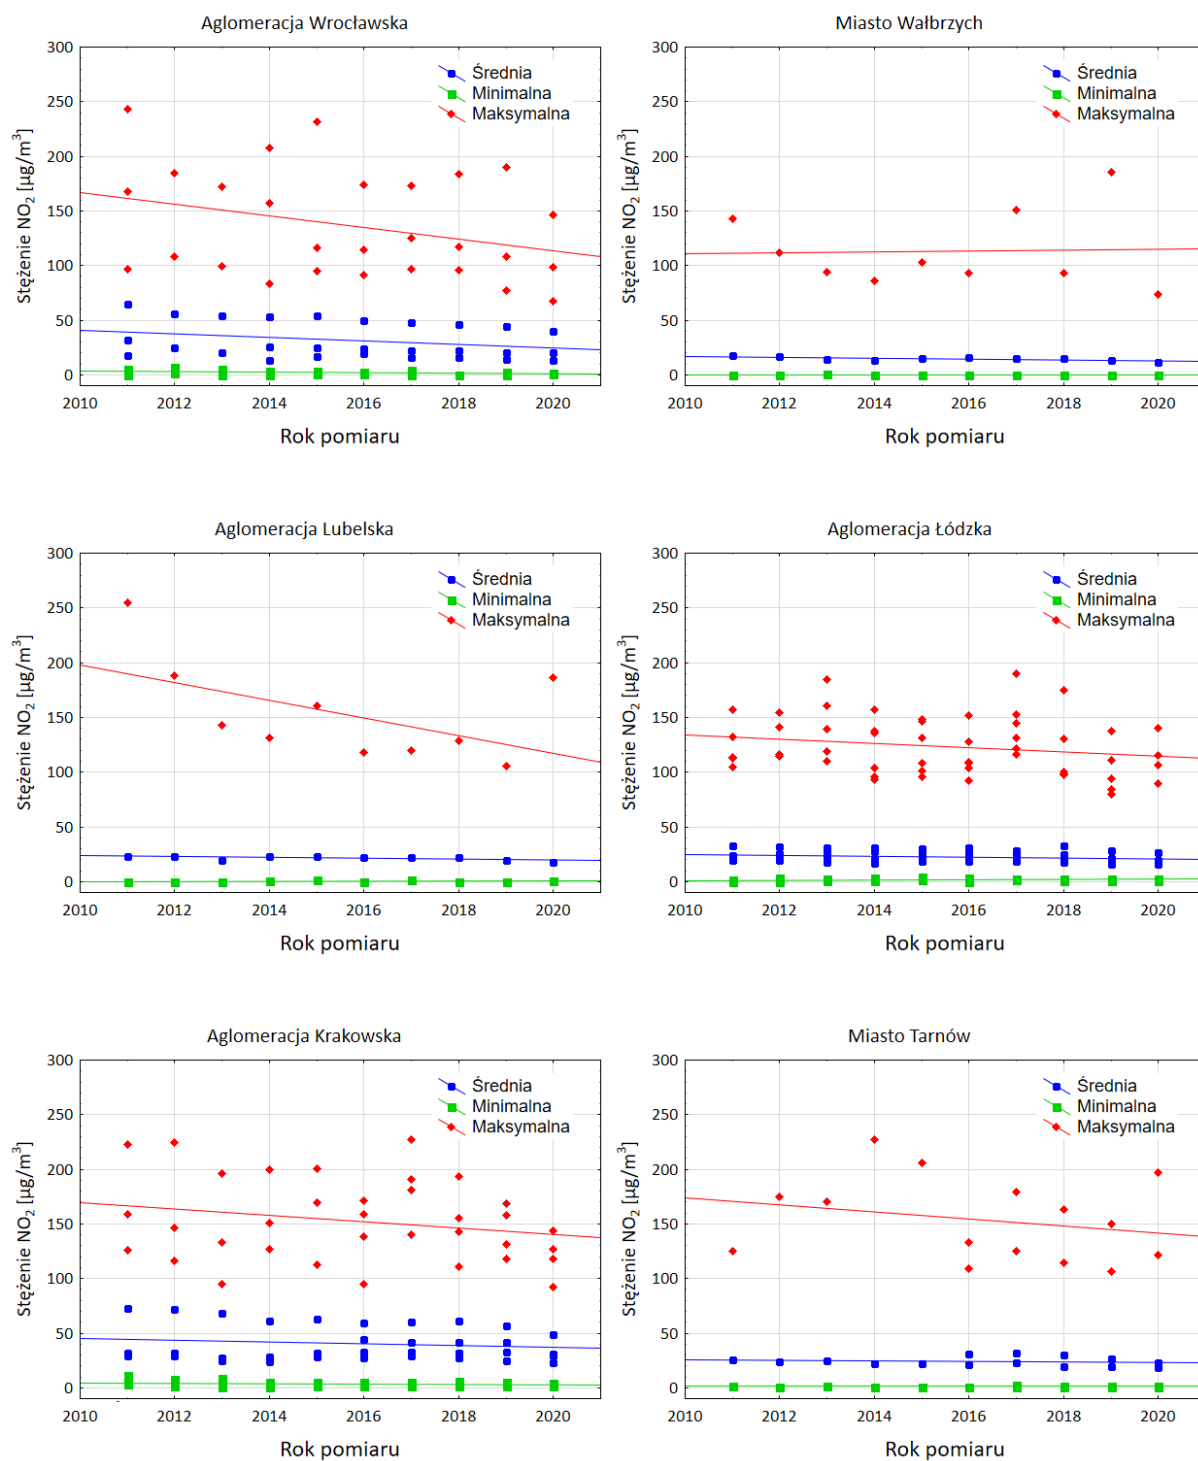 Aglomeracja Wrocławska
300
250
200
150
100
50
0
Stężenie NO₂ [µg/m³]
Średnia
Minimalna
Maksymalna
2010 2012 2014 2016 2018 2020
Rok pomiaru
Miasto Wałbrzych
300
250
200
150
100
50
0
Stężenie NO₂ [µg/m³]
Średnia
Minimalna
Maksymalna
2010 2012 2014 2016 2018 2020
Rok pomiaru
Aglomeracja Lubelska
300
250
200
150
100
50
0
Stężenie NO₂ [µg/m³]
Średnia
Minimalna
Maksymalna
2010 2012 2014 2016 2018 2020
Rok pomiaru
Aglomeracja Łódzka
300
250
200
150
100
50
0
Stężenie NO₂ [µg/m³]
Średnia
Minimalna
Maksymalna
2010 2012 2014 2016 2018 2020
Rok pomiaru
Aglomeracja Krakowska
300
250
200
150
100
50
0
Stężenie NO₂ [µg/m³]
Średnia
Minimalna
Maksymalna
2010 2012 2014 2016 2018 2020
Rok pomiaru
Miasto Tarnów
300
250
200
150
100
50
0
Stężenie NO₂ [µg/m³]
Średnia
Minimalna
Maksymalna
2010 2012 2014 2016 2018 2020
Rok pomiaru